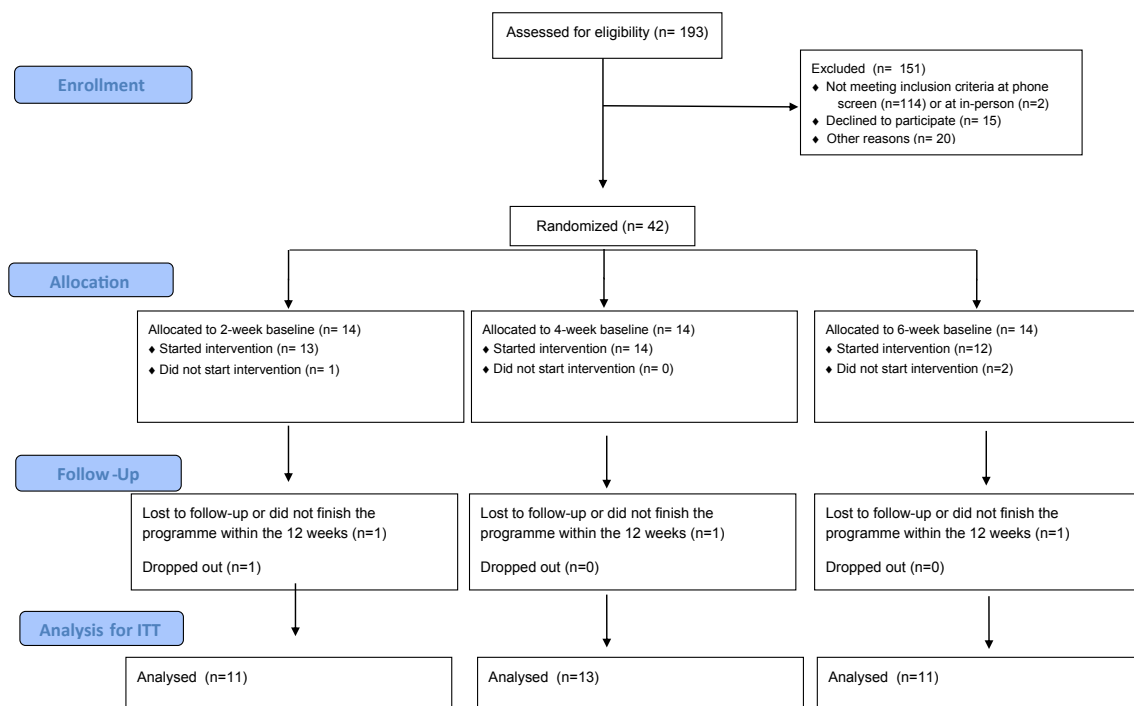 Assessed for eligibility (n= 193)
Enrollment
Excluded (n= 151)
♦ Not meeting inclusion criteria at phone
screen (n=114) or at in-person (n=2)
♦ Declined to participate (n= 15)
♦ Other reasons (n= 20)
Randomized (n= 42)
Allocation
Allocated to 2-week baseline (n= 14)
♦ Started intervention (n= 13)
♦ Did not start intervention (n= 1)
Allocated to 4-week baseline (n= 14)
♦ Started intervention (n= 14)
♦ Did not start intervention (n= 0)
Allocated to 6-week baseline (n= 14)
♦ Started intervention (n=12)
♦ Did not start intervention (n=2)
Follow-Up
Lost to follow-up or did not finish the
programme within the 12 weeks (n=1)
Dropped out (n=1)
Lost to follow-up or did not finish the
programme within the 12 weeks (n=1)
Dropped out (n=0)
Lost to follow-up or did not finish the
programme within the 12 weeks (n=1)
Dropped out (n=0)
Analysis for ITT
Analysed (n=11)
Analysed (n=13)
Analysed (n=11)